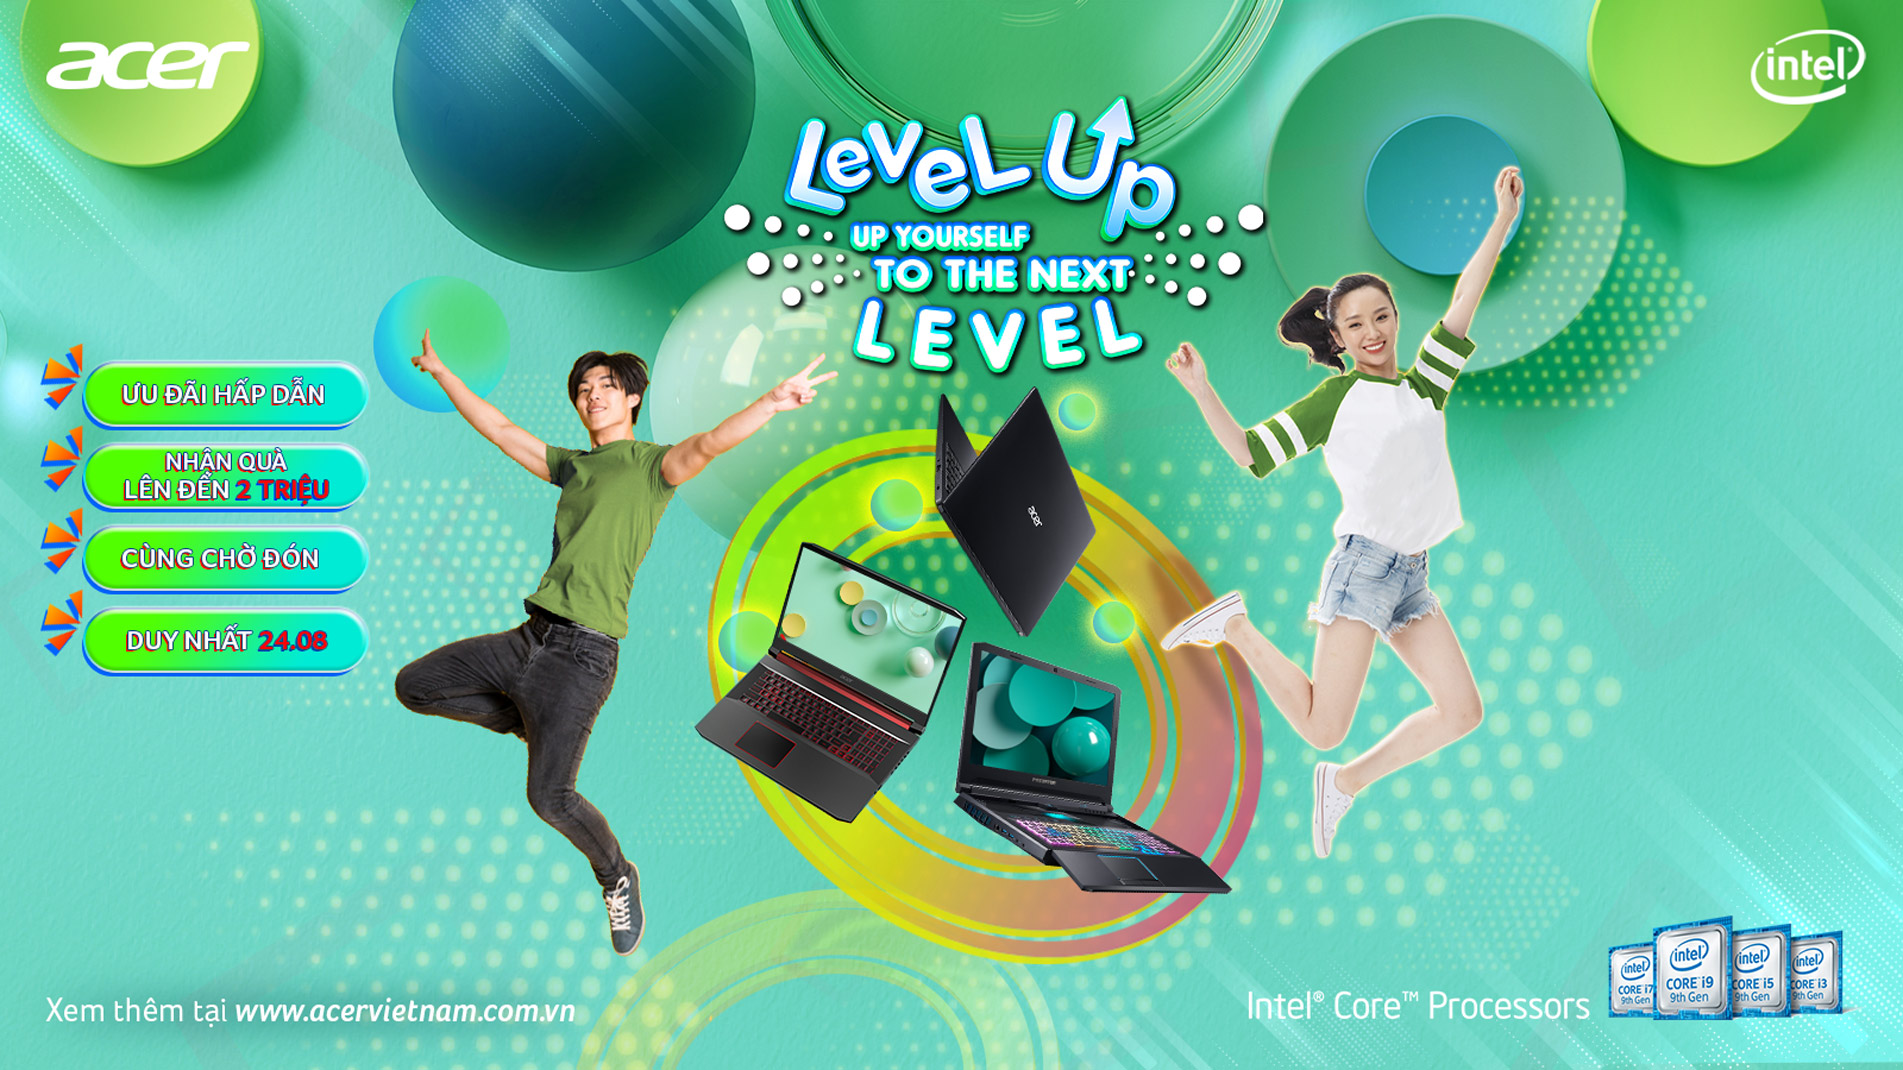 acer
intel
Level Up
UP YOURSELF
TO THE NEXT
LEVEL
ƯU ĐÃI HẤP DẪN
NHẬN QUÀ
LÊN ĐẾN 2 TRIỆU
CÙNG CHỜ ĐÓN
DUY NHẤT 24.08
acer
acer
PREDATOR
Xem thêm tại www.acervietnam.com.vn
Intel® Core™ Processors
intel
CORE i7
9th Gen
intel
CORE i9
9th Gen
intel
CORE i5
9th Gen
intel
CORE i3
9th Gen